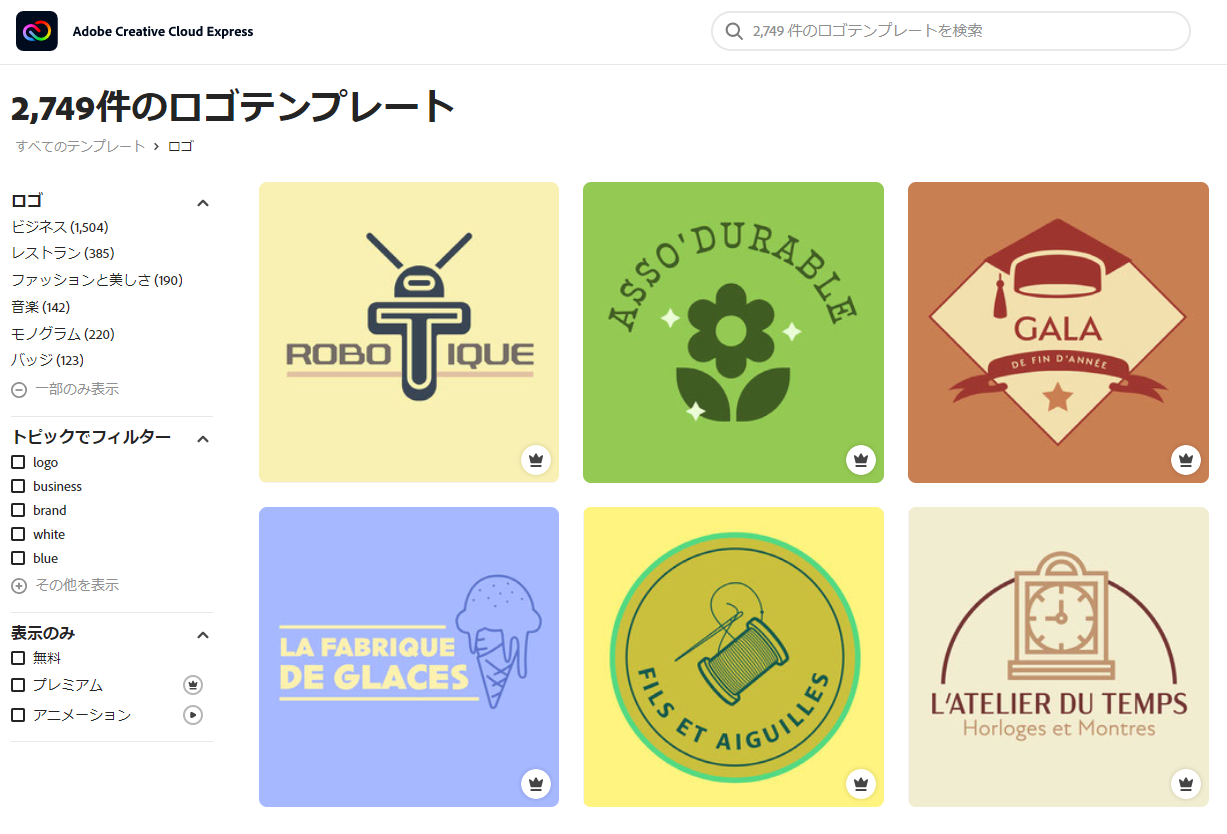 Adobe Creative Cloud Express
2,749 件のロゴテンプレートを検索
2,749件のロゴテンプレート
すべてのテンプレート › ロゴ
ロゴ
ビジネス (1,504)
レストラン (385)
ファッションと美しさ (190)
音楽 (142)
モノグラム (220)
バッジ (123)
一部のみ表示
トピックでフィルター
logo
business
brand
white
blue
その他を表示
表示のみ
無料
プレミアム
アニメーション
ROBOTIQUE
ASSO'DURABLE
GALA
DE FIN D'ANNÉE
LA FABRIQUE
DE GLACES
FILS ET AIGUILLES
L'ATELIER DU TEMPS
Horloges et Montres